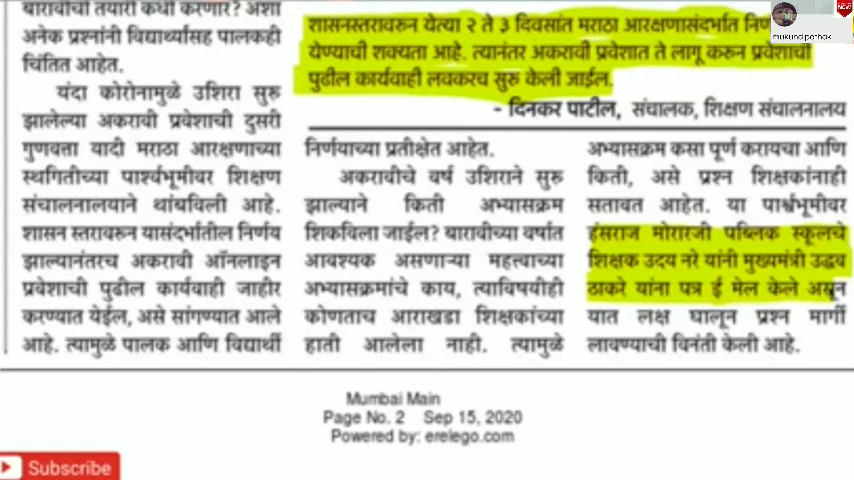 बारावीची तयारी कधी करणार? अशा
अनेक प्रश्नांनी विद्यार्थ्यांसह पालकही
चिंतित आहेत.
यंदा कोरोनामुळे उशिरा सुरू
झालेल्या अकरावी प्रवेशाची दुसरी
गुणवत्ता यादी मराठा आरक्षणाच्या
स्थगितीच्या पार्श्वभूमीवर शिक्षण
संचालनालयाने थांबविली आहे.
शासन स्तरावरून यासंदर्भातील निर्णय
झाल्यानंतरच अकरावी ऑनलाइन
प्रवेशाची पुढील कार्यवाही जाहीर
करण्यात येईल, असे सांगण्यात आले
आहे. त्यामुळे पालक आणि विद्यार्थी
शासनस्तरावरून येत्या २ ते ३ दिवसांत मराठा आरक्षणासंदर्भात
येण्याची शक्यता आहे. त्यानंतर अकरावी प्रवेशात ते लागू करून प्रवेशाची
पुढील कार्यवाही लवकरच सुरू केली जाईल.
- दिनकर पाटील, संचालक, शिक्षण संचालनालय
निर्णयाच्या प्रतीक्षेत आहेत.
अकरावीचे वर्ष उशिराने सुरू
झाल्याने किती अभ्यासक्रम
शिकविला जाईल? बारावीच्या वर्षात
आवश्यक असणाऱ्या महत्त्वाच्या
अभ्यासक्रमांचे काय, त्याविषयीही
कोणताच आराखडा शिक्षकांच्या
हाती आलेला नाही. त्यामुळे
अभ्यासक्रम कसा पूर्ण करायचा आणि
किती, असे प्रश्न शिक्षकांनाही
सतावत आहेत. या पार्श्वभूमीवर
हंसराज मोरारजी पब्लिक स्कूलचे
शिक्षक उदय नरे यांनी मुख्यमंत्री उद्धव
ठाकरे यांना पत्र ई मेल केले असून
यात लक्ष घालून प्रश्न मार्गी
लावण्याची विनंती केली आहे.
Mumbai Main
Page No. 2 Sep 15, 2020
Powered by: erelego.com
Subscribe
mukund pathak